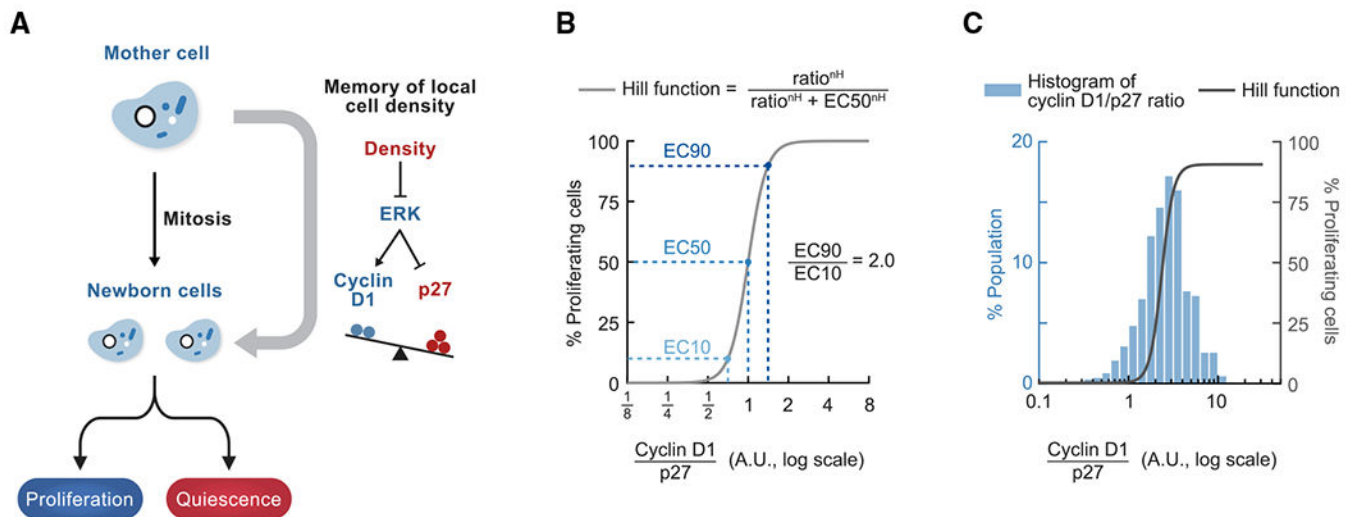 A
Mother cell
Mitosis
Newborn cells
Proliferation
Quiescence
Memory of local
cell density
Density
ERK
Cyclin
D1
p27
B
Hill function =
ratio^nH
ratio^nH + EC50^nH
% Proliferating cells
100
75
50
25
0
EC90
EC50
EC10
EC90
EC10
= 2.0
1/8
1/4
1/2
1
2
4
8
Cyclin D1
p27
(A.U., log scale)
C
Histogram of
cyclin D1/p27 ratio
Hill function
% Population
20
10
0
100
75
50
25
0
% Proliferating cells
0.1
1
10
Cyclin D1
p27
(A.U., log scale)